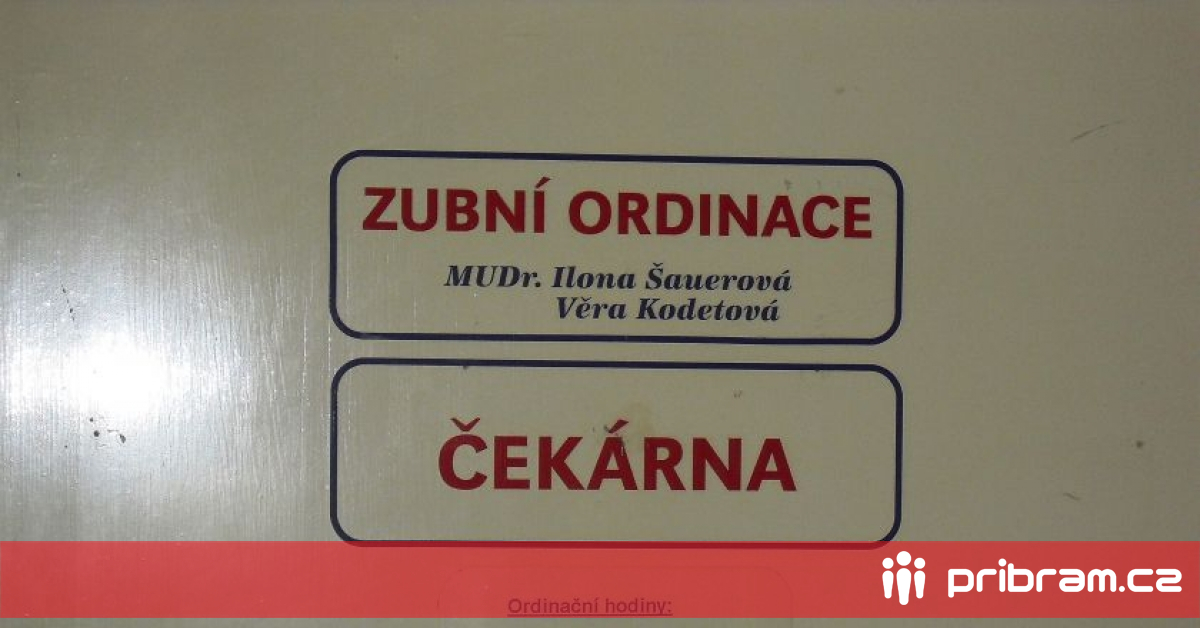 ZUBNÍ ORDINACE
MUDr. Ilona Šauerová
Věra Kodetová
ČEKÁRNA
Ordinační hodiny:
pribram.cz